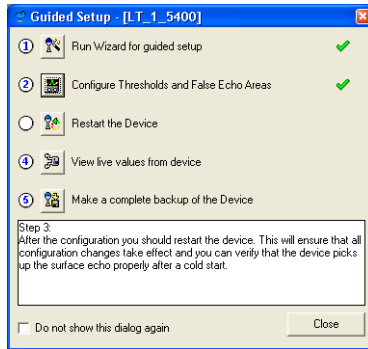 Guided Setup - [LT_1_5400]
1 Run Wizard for guided setup
2 Configure Thresholds and False Echo Areas
Restart the Device
4 View live values from device
5 Make a complete backup of the Device
Step 3:
After the configuration you should restart the device. This will ensure that all
configuration changes take effect and you can verify that the device picks
up the surface echo properly after a cold start.
Do not show this dialog again
Close